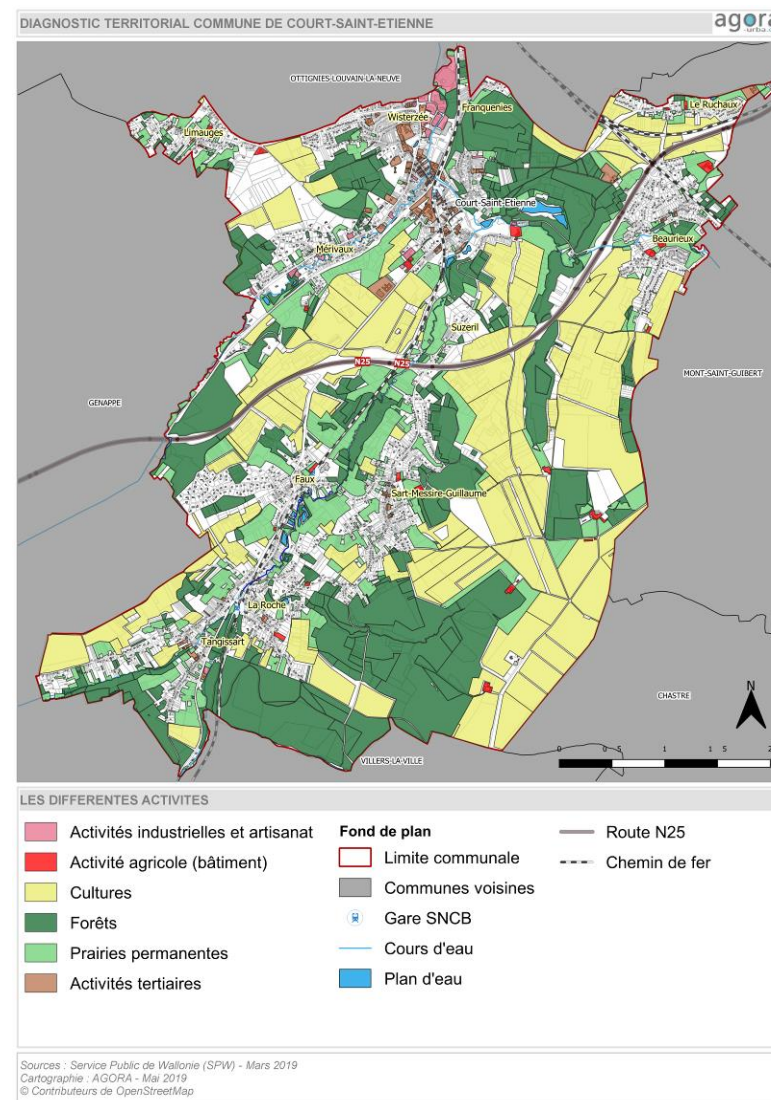 DIAGNOSTIC TERRITORIAL COMMUNE DE COURT-SAINT-ETIENNE
agora
OTTIGNIES-LOUVAIN-LA-NEUVE
Le Ruchaux
Franquenies
Wisterzée
Limauges
Court-Saint-Etienne
Beaurieux
Mérivaux
Suzeril
N25
N25
MONT-SAINT-GUIBERT
GENAPPE
Faux
Sart-Messire-Guillaume
La Roche
Tangissart
CHASTRE
N
VILLERS-LA-VILLE
0 0 5 1 1 5 2
LES DIFFERENTES ACTIVITES
Activités industrielles et artisanat
Activité agricole (bâtiment)
Cultures
Forêts
Prairies permanentes
Activités tertiaires
Fond de plan
Limite communale
Communes voisines
Gare SNCB
Cours d'eau
Plan d'eau
Route N25
Chemin de fer
Sources : Service Public de Wallonie (SPW) - Mars 2019
Cartographie : AGORA - Mai 2019
© Contributeurs de OpenStreetMap